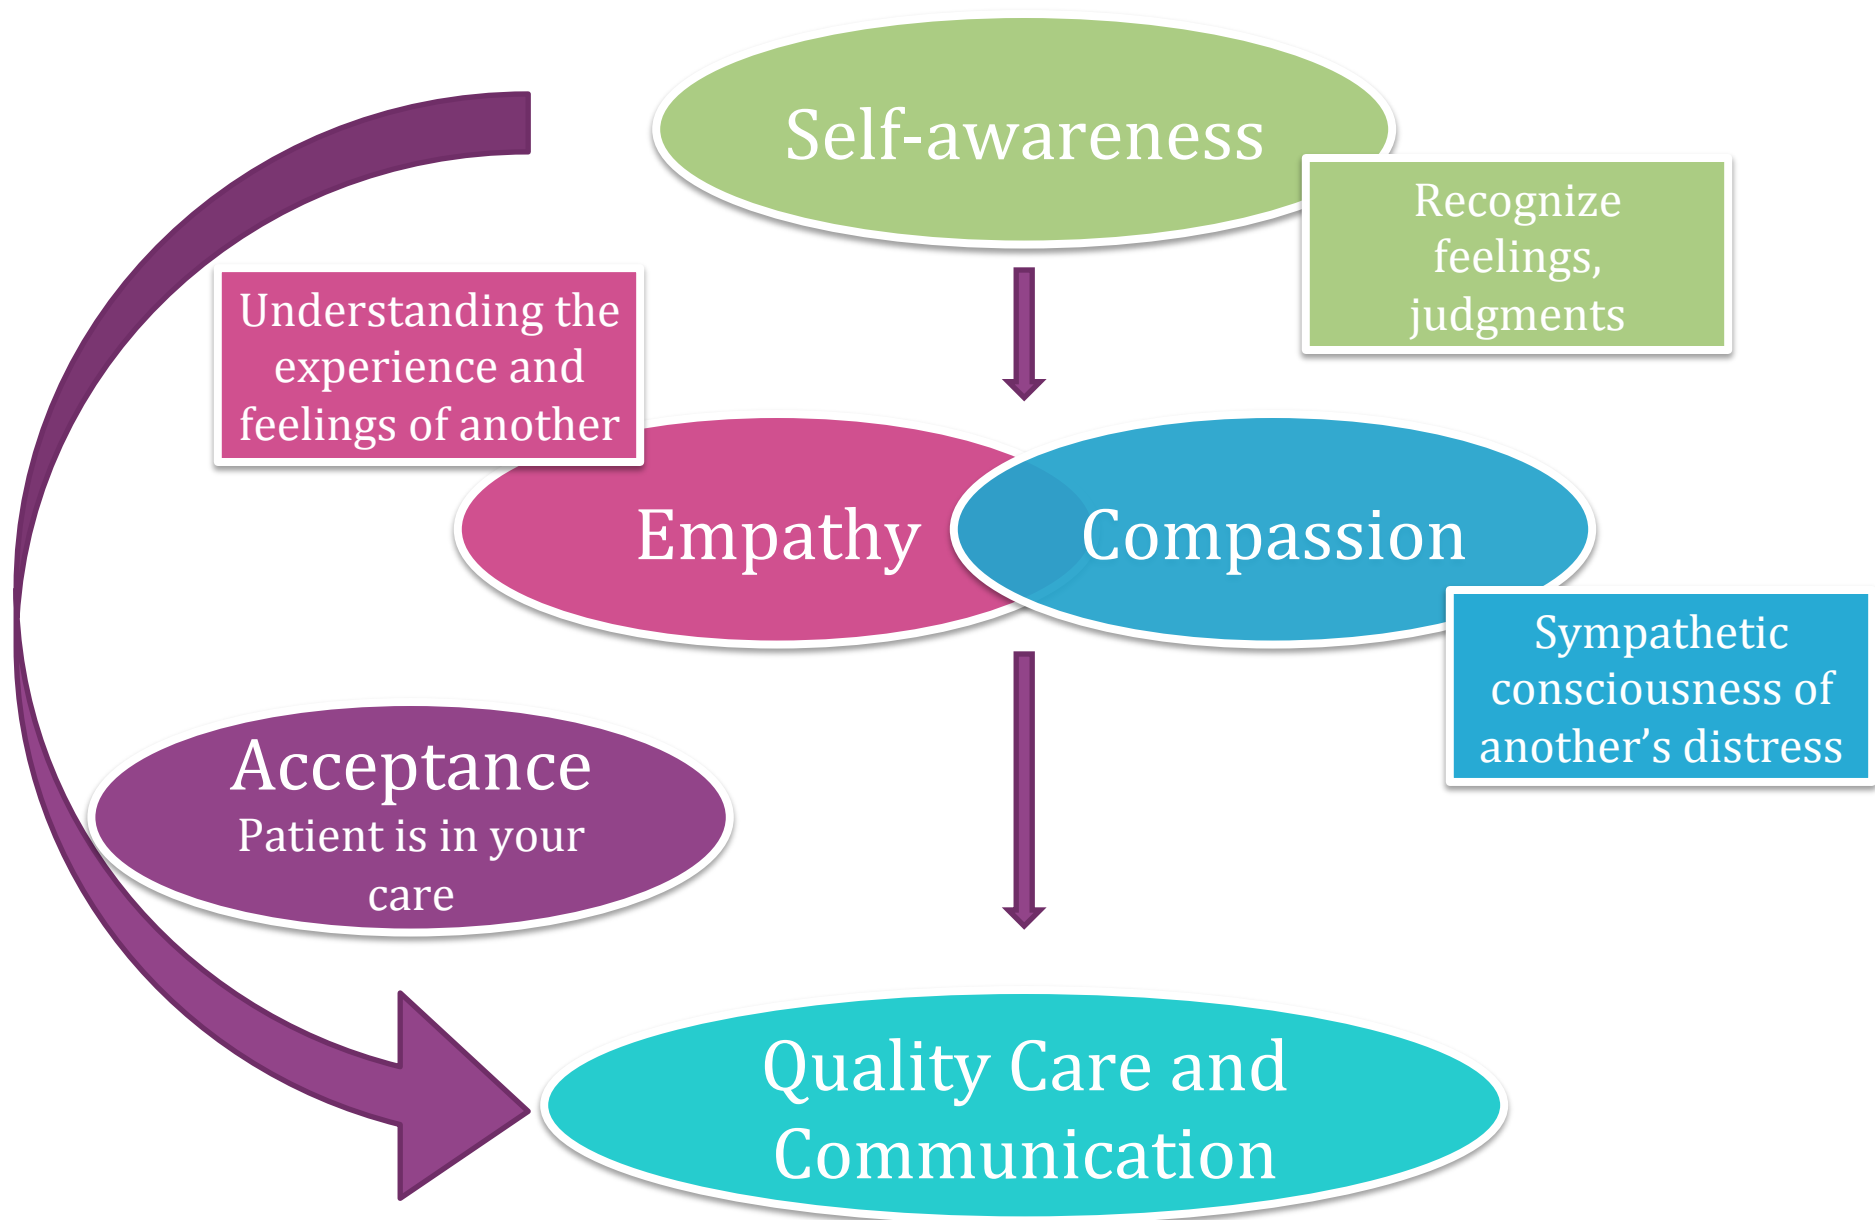 Self-awareness
Recognize
feelings,
judgments
Understanding the
experience and
feelings of another
Empathy
Compassion
Sympathetic
consciousness of
another’s distress
Acceptance
Patient is in your
care
Quality Care and
Communication